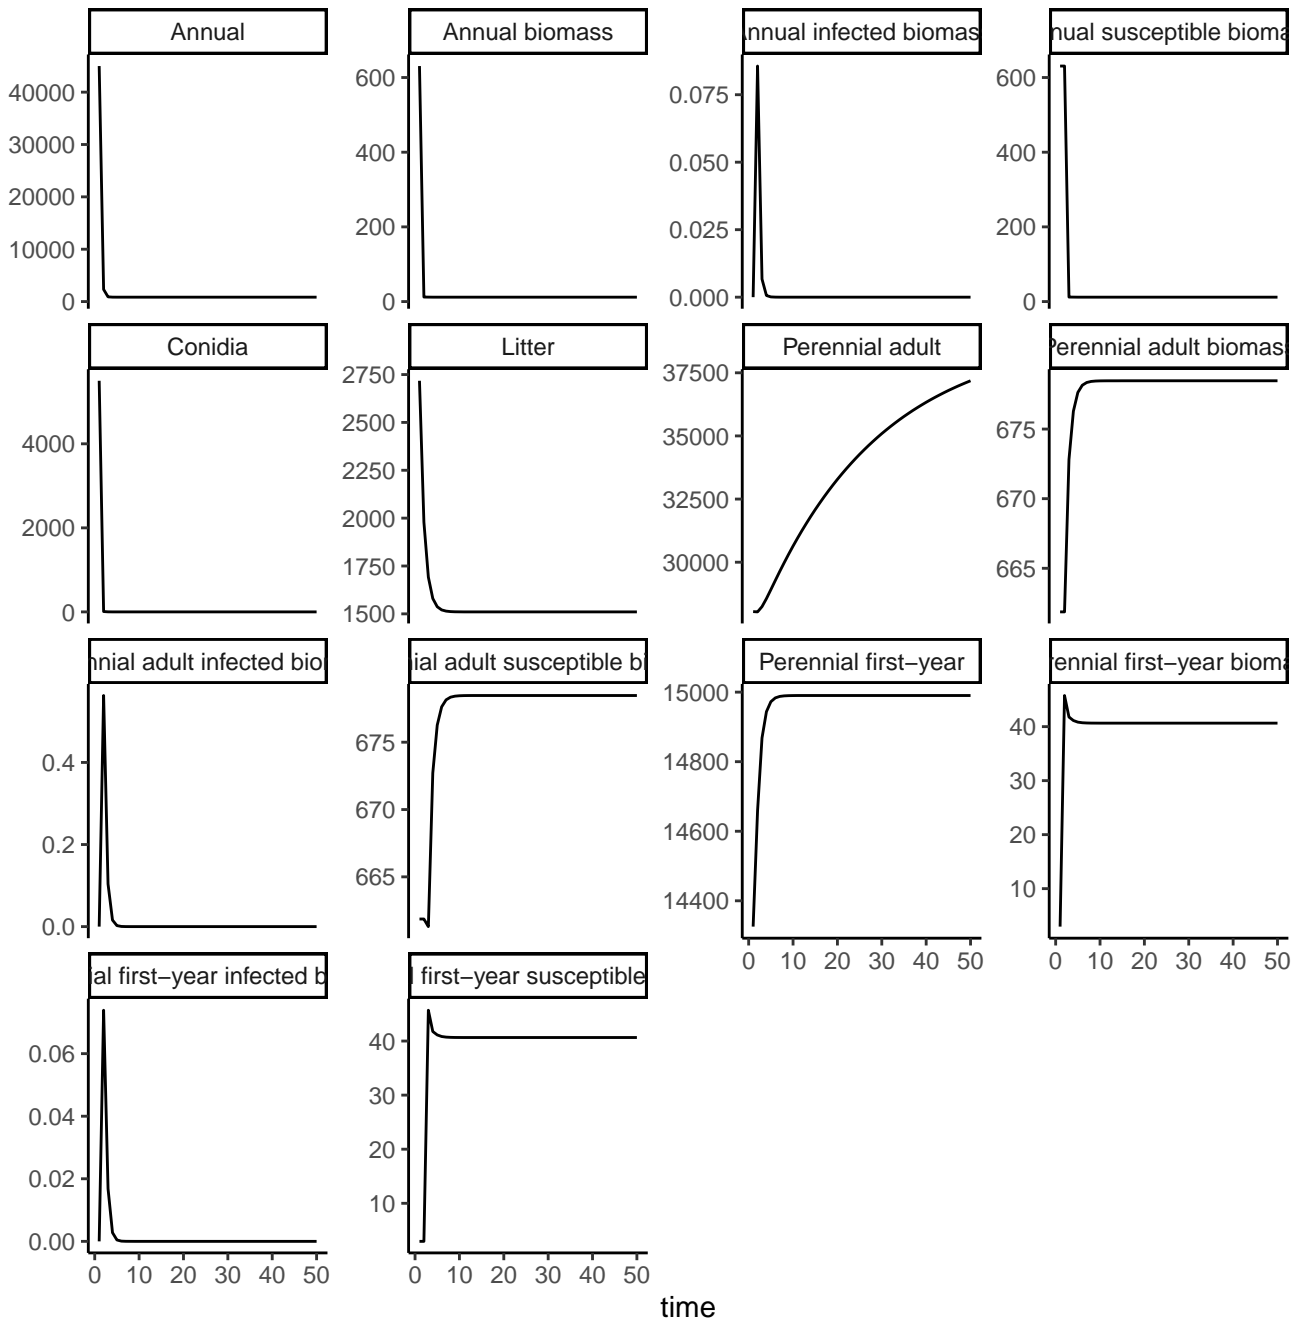 Annual
Annual biomass
nnual infected biomas
nual susceptible bioma
40000
30000
20000
10000
0
600
400
200
0
0.075
0.050
0.025
0.000
600
400
200
0
Conidia
Litter
Perennial adult
Perennial adult biomas
4000
2000
0
2750
2500
2250
2000
1750
1500
37500
35000
32500
30000
675
670
665
nnial adult infected bio
ial adult susceptible bi
Perennial first−year
rennial first−year bioma
0.4
0.2
0.0
675
670
665
15000
14800
14600
14400
40
30
20
10
0 10 20 30 40 50
0 10 20 30 40 50
ial first−year infected b
l first−year susceptible
0.06
0.04
0.02
0.00
40
30
20
10
0 10 20 30 40 50
0 10 20 30 40 50
time